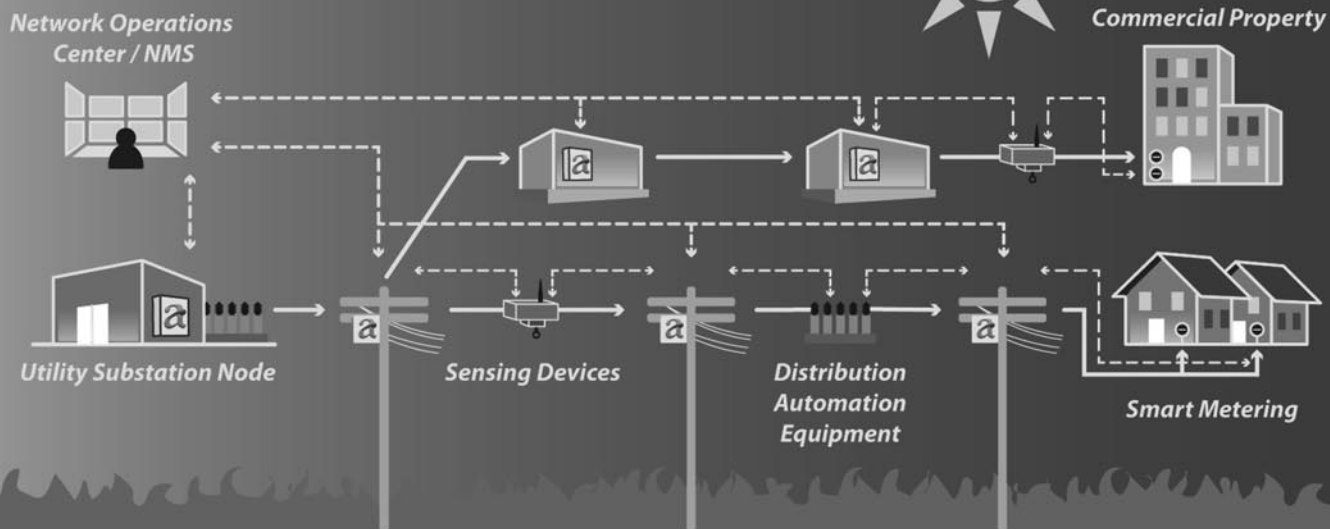 Network Operations
Center / NMS
Commercial Property
a
a
a
a
a
a
Utility Substation Node
Sensing Devices
Distribution
Automation
Equipment
Smart Metering